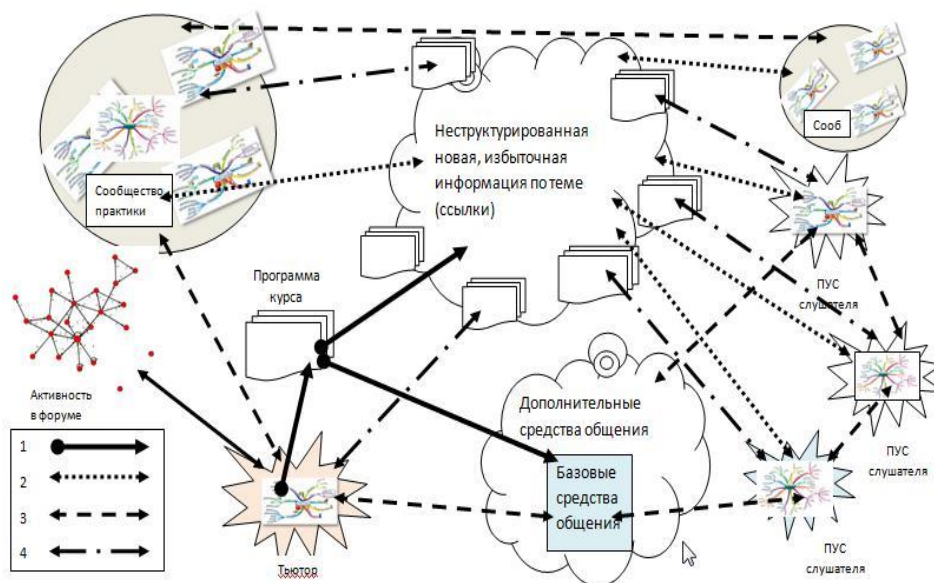 Сооб
Неструктурированная
новая, избыточная
информация по теме
(ссылки)
Сообщество
практики
Программа
курса
ПУС
слушателя
Активность
в форуме
Дополнительные
средства общения
ПУС
слушателя
Базовые
средства
общения
1
2
3
4
Тьютор
ПУС
слушателя